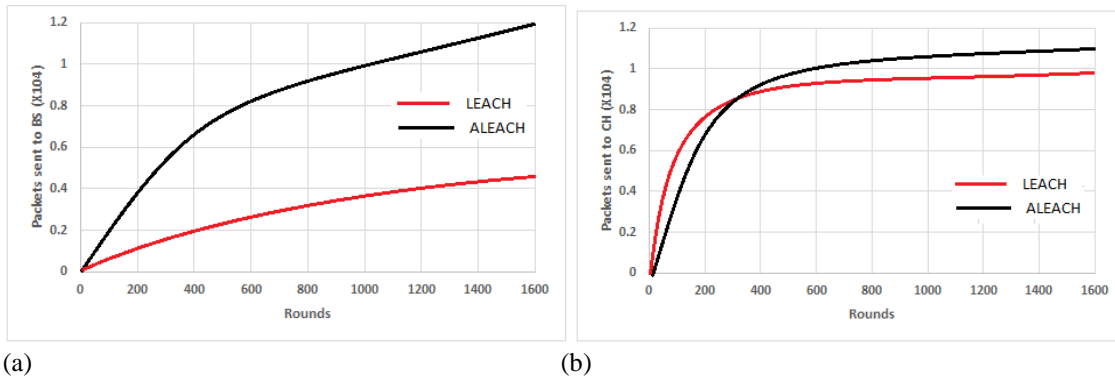 Packets sent to BS (X104)
1.2
1
0.8
0.6
0.4
0.2
0
LEACH
ALEACH
0 200 400 600 800 1000 1200 1400 1600
Rounds
(a)
Packets sent to CH (X104)
1.2
1
0.8
0.6
0.4
0.2
0
LEACH
ALEACH
0 200 400 600 800 1000 1200 1400 1600
Rounds
(b)